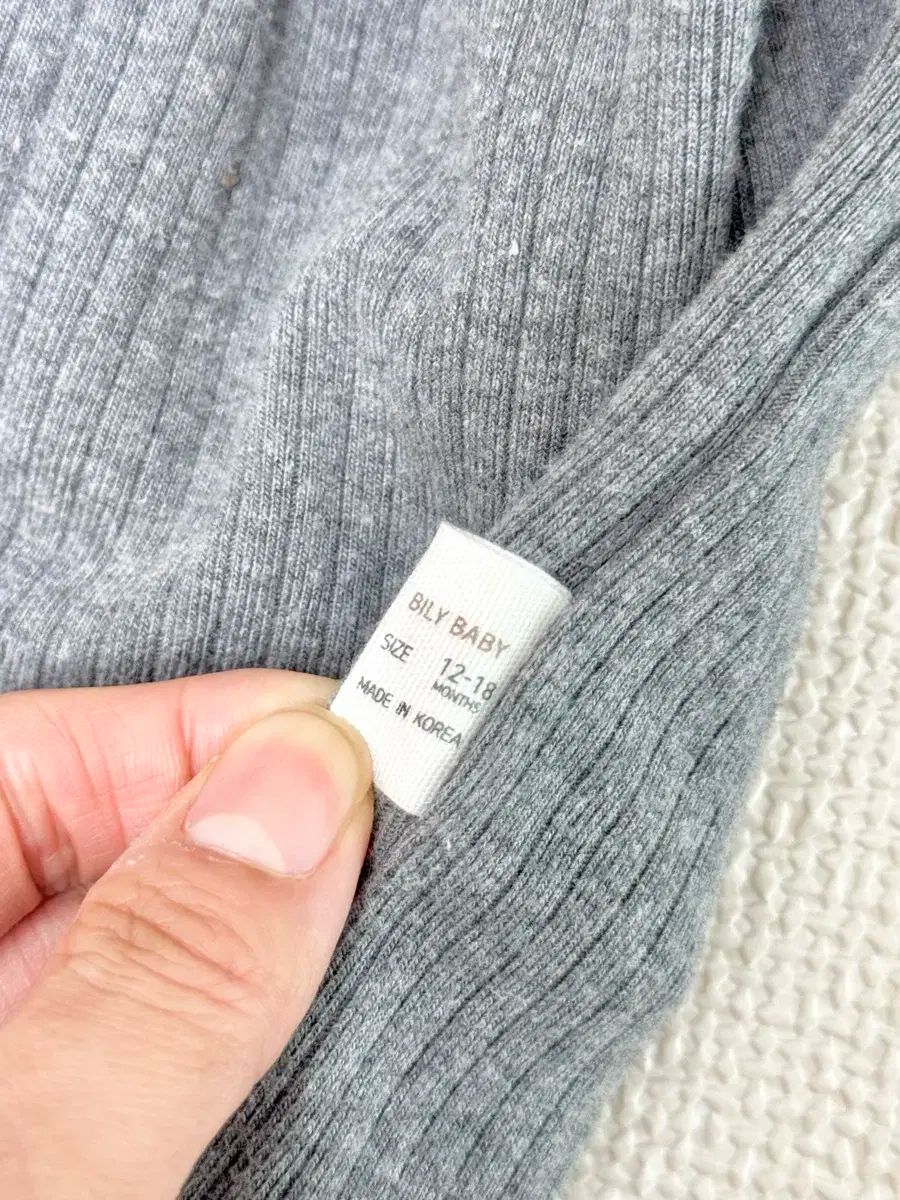 BILY BABY
SIZE 12-18
MONTHS
MADE IN KOREA